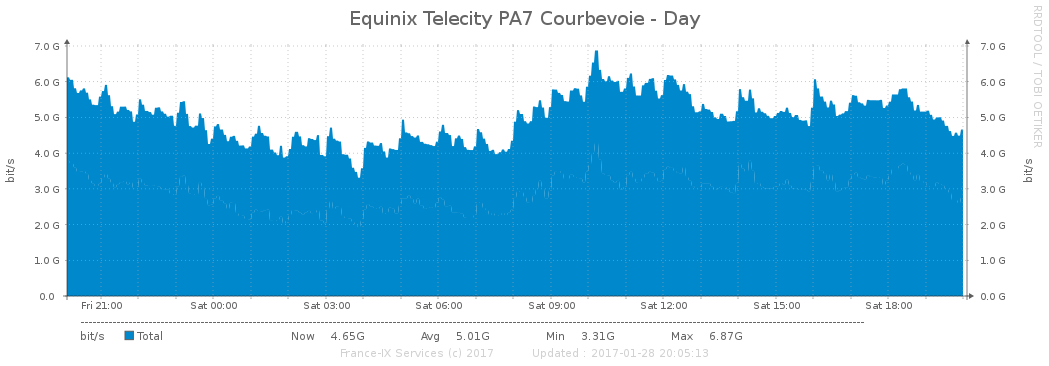 Equinix Telecity PA7 Courbevoie - Day
RRDTOOL / TOBI OETIKER
7.0 G 7.0 G
6.0 G 6.0 G
5.0 G 5.0 G
4.0 G 4.0 G
3.0 G 3.0 G
2.0 G 2.0 G
1.0 G 1.0 G
0.0 0.0 G
bit/s
bit/s
Fri 21:00 Sat 00:00 Sat 03:00 Sat 06:00 Sat 09:00 Sat 12:00 Sat 15:00 Sat 18:00
bit/s Total Now 4.65G Avg 5.01G Min 3.31G Max 6.87G
France-IX Services (c) 2017 Updated : 2017-01-28 20:05:13